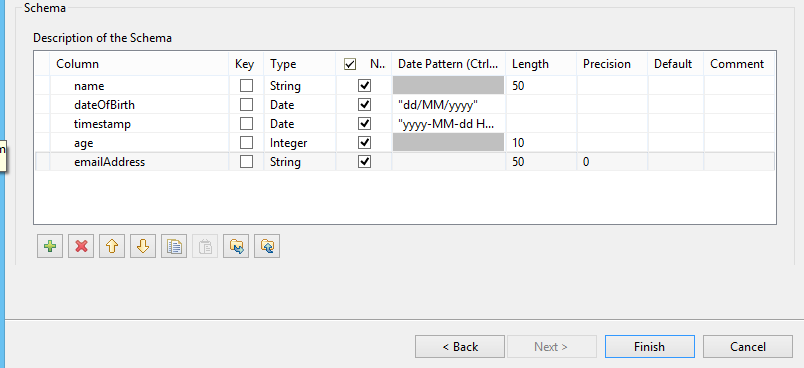 Schema
Description of the Schema
Column Key Type N.. Date Pattern (Ctrl... Length Precision Default Comment
name String 50
dateOfBirth Date "dd/MM/yyyy"
timestamp Date "yyyy-MM-dd H...
age Integer 10
emailAddress String 50 0
< Back Next > Finish Cancel